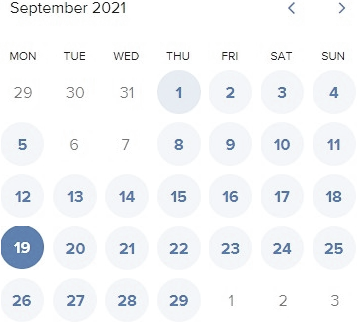 September 2021
MON TUE WED THU FRI SAT SUN
29 30 31 1 2 3 4
5 6 7 8 9 10 11
12 13 14 15 16 17 18
19 20 21 22 23 24 25
26 27 28 29 1 2 3